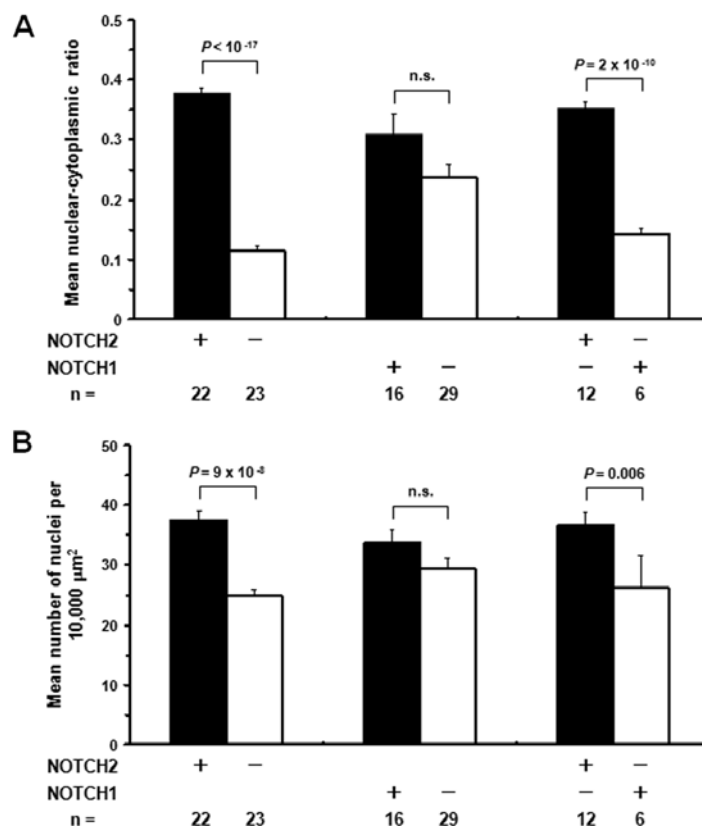 A
0.5
P < 10 -17
n.s.
P = 2 x 10 -10
0.4
0.3
0.2
0.1
0
Mean nuclear-cytoplasmic ratio
NOTCH2 + − + −
NOTCH1 + − − +
n = 22 23 16 29 12 6
B
50
P = 9 x 10 -8
n.s.
P = 0.006
40
30
20
10
0
Mean number of nuclei per
10,000 µm2
NOTCH2 + − + −
NOTCH1 + − − +
n = 22 23 16 29 12 6